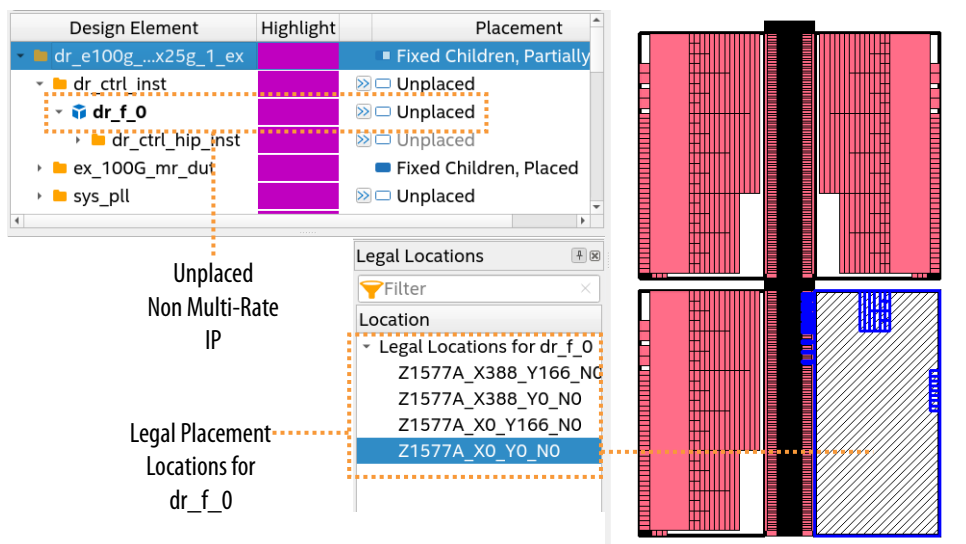 Design Element Highlight Placement
dr_e100g_...x25g_1_ex Fixed Children, Partially
dr_ctrl_inst Unplaced
dr_f_0 Unplaced
dr_ctrl_hip_inst Unplaced
ex_100G_mr_dut Fixed Children, Placed
sys_pll Unplaced
Unplaced
Non Multi-Rate
IP
Legal Locations
Filter
Location
Legal Locations for dr_f_0
Z1577A_X388_Y166_N0
Z1577A_X388_Y0_N0
Z1577A_X0_Y166_N0
Z1577A_X0_Y0_N0
Legal Placement
Locations for
dr_f_0